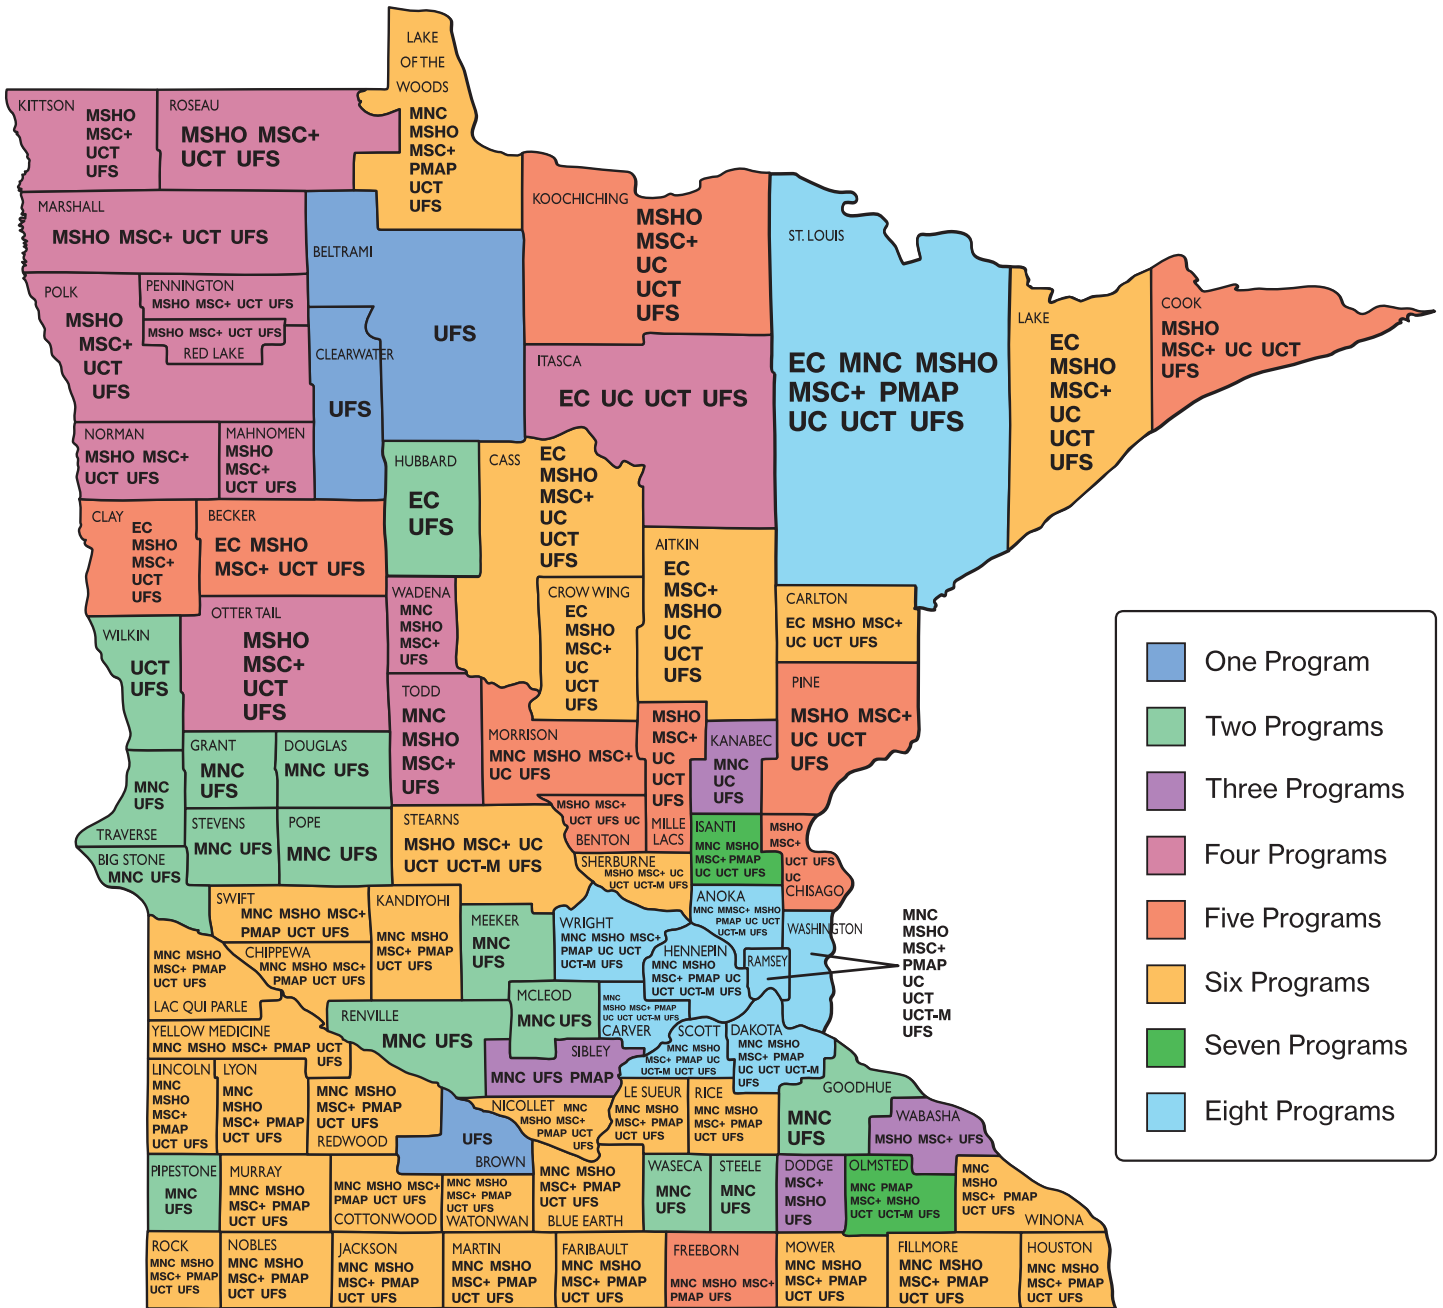 LAKE
OF THE
WOODS
MNC
MSHO
MSC+
PMAP
UCT
UFS
KITTSON
MSHO
MSC+
UCT
UFS
ROSEAU
MSHO MSC+
UCT UFS
KOOCHICHING
MSHO
MSC+
UC
UCT
UFS
MARSHALL
MSHO MSC+ UCT UFS
BELTRAMI
UFS
ST. LOUIS
EC MNC MSHO
MSC+ PMAP
UC UCT UFS
LAKE
EC
MSHO
MSC+
UC
UCT
UFS
COOK
MSHO
MSC+ UC UCT
UFS
POLK
MSHO
MSC+
UCT
UFS
PENNINGTON
MSHO MSC+ UCT UFS
MSHO MSC+ UCT UFS
RED LAKE
CLEARWATER
UFS
ITASCA
EC UC UCT UFS
NORMAN
MSHO MSC+
UCT UFS
MAHNOMEN
MSHO
MSC+
UCT UFS
HUBBARD
EC
UFS
CASS
EC
MSHO
MSC+
UC
UCT
UFS
CLAY
EC
MSHO
MSC+
UCT
UFS
BECKER
EC MSHO
MSC+ UCT UFS
AITKIN
EC
MSC+
MSHO
UC
UCT
UFS
WADENA
MNC
MSHO
MSC+
UFS
CROW WING
EC
MSHO
MSC+
UC
UCT
UFS
CARLTON
EC MSHO MSC+
UC UCT UFS
OTTER TAIL
MSHO
MSC+
UCT
UFS
WILKIN
UCT
UFS
PINE
MSHO MSC+
UC UCT
UFS
TODD
MNC
MSHO
MSC+
UFS
MORRISON
MNC MSHO MSC+
UC UFS
MSHO
MSC+
UC
UCT
UFS
MILLE
LACS
KANABEC
MNC
UC
UFS
GRANT
MNC
UFS
DOUGLAS
MNC UFS
MNC
UFS
TRAVERSE
STEVENS
MNC UFS
POPE
MNC UFS
STEARNS
MSHO MSC+ UC
UCT UCT-M UFS
MSHO MSC+
UCT UFS UC
BENTON
ISANTI
MNC MSHO
MSC+ PMAP
UC UCT UFS
MSHO
MSC+
UCT UFS
UC
CHISAGO
BIG STONE
MNC UFS
SHERBURNE
MSHO MSC+ UC
UCT UCT-M UFS
SWIFT
MNC MSHO MSC+
PMAP UCT UFS
KANDIYOHI
MNC MSHO
MSC+ PMAP
UCT UFS
MEEKER
MNC
UFS
WRIGHT
MNC MSHO MSC+
PMAP UC UCT
UCT-M UFS
ANOKA
MNC MMSC+ MSHO
PMAP UC UCT
UCT-M UFS
WASHINGTON
MNC
MSHO
MSC+
PMAP
UC
UCT
UCT-M
UFS
HENNEPIN
MNC MSHO
MSC+ PMAP UC
UCT UCT-M UFS
RAMSEY
CHIPPEWA
MNC MSHO MSC+
PMAP UCT UFS
MNC MSHO
MSC+ PMAP
UCT UFS
LAC QUI PARLE
MCLEOD
MNC UFS
MNC
MSHO MSC+ PMAP
UC UCT UCT-M UFS
CARVER
RENVILLE
MNC UFS
YELLOW MEDICINE
MNC MSHO MSC+ PMAP UCT
UFS
SIBLEY
MNC UFS PMAP
SCOTT
MNC MSHO
MSC+ PMAP UC
UCT-M UCT UFS
DAKOTA
MNC MSHO
MSC+ PMAP
UC UCT UCT-M
UFS
LINCOLN
MNC
MSHO
MSC+
PMAP
UCT UFS
LYON
MNC
MSHO
MSC+ PMAP
UCT UFS
MNC MSHO
MSC+ PMAP
UCT UFS
REDWOOD
NICOLLET MNC
MSHO MSC+
PMAP UCT
UFS
LE SUEUR
MNC MSHO
MSC+ PMAP
UCT UFS
RICE
MNC MSHO
MSC+ PMAP
UCT UFS
GOODHUE
MNC
UFS
WABASHA
MSHO MSC+ UFS
UFS
BROWN
PIPESTONE
MNC
UFS
MURRAY
MNC MSHO
MSC+ PMAP
UCT UFS
MNC MSHO MSC+
PMAP UCT UFS
COTTONWOOD
MNC MSHO
MSC+ PMAP
UCT UFS
WATONWAN
MNC MSHO
MSC+ PMAP
UCT UFS
BLUE EARTH
WASECA
MNC
UFS
STEELE
MNC
UFS
DODGE
MSC+
MSHO
UFS
OLMSTED
MNC PMAP
MSC+ MSHO
UCT UCT-M UFS
MNC
MSHO
MSC+ PMAP
UCT UFS
WINONA
ROCK
MNC MSHO
MSC+ PMAP
UCT UFS
NOBLES
MNC MSHO
MSC+ PMAP
UCT UFS
JACKSON
MNC MSHO
MSC+ PMAP
UCT UFS
MARTIN
MNC MSHO
MSC+ PMAP
UCT UFS
FARIBAULT
MNC MSHO
MSC+ PMAP
UCT UFS
FREEBORN
MNC MSHO MSC+
PMAP UFS
MOWER
MNC MSHO
MSC+ PMAP
UCT UFS
FILLMORE
MNC MSHO
MSC+ PMAP
UCT UFS
HOUSTON
MNC MSHO
MSC+ PMAP
UCT UFS
One Program
Two Programs
Three Programs
Four Programs
Five Programs
Six Programs
Seven Programs
Eight Programs